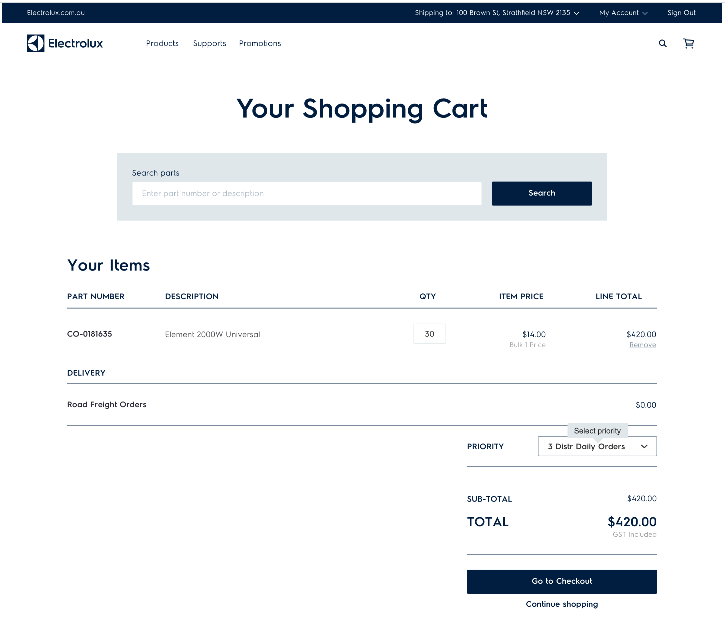 Electrolux.com.au
Shipping to: 100 Brown St, Strathfield NSW 2135
My Account
Sign Out
Electrolux
Products
Supports
Promotions
Your Shopping Cart
Search parts
Enter part number or description
Search
Your Items
PART NUMBER DESCRIPTION QTY ITEM PRICE LINE TOTAL
CO-0181635 Element 2000W Universal 30 $14.00 $420.00
Bulk 1 Price Remove
DELIVERY
Road Freight Orders $0.00
Select priority
PRIORITY 3 Distr Daily Orders
SUB-TOTAL $420.00
TOTAL $420.00
GST Included
Go to Checkout
Continue shopping